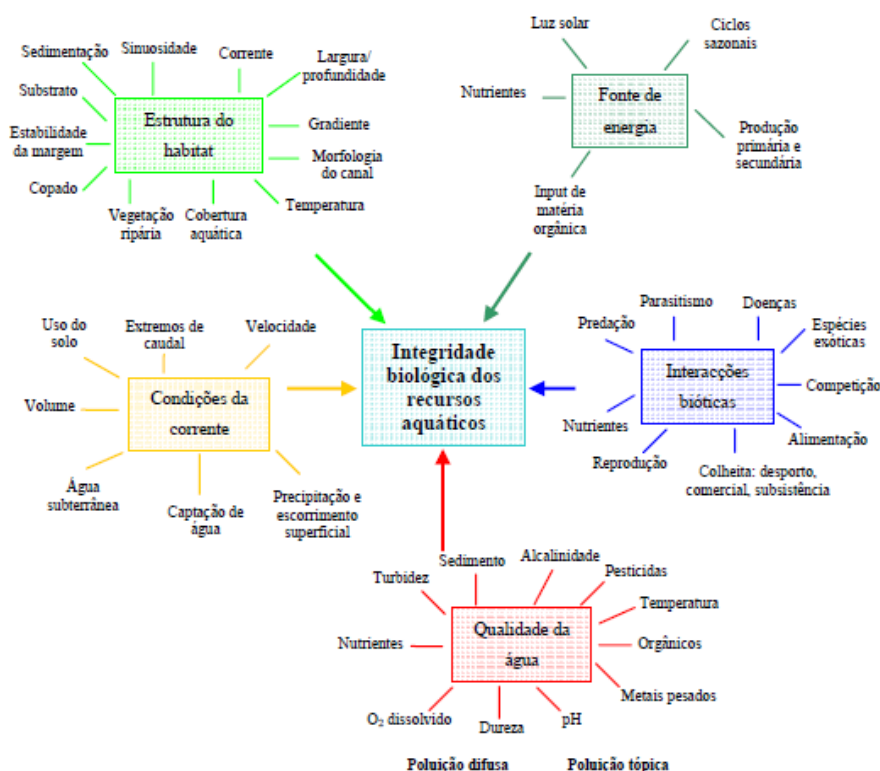 Sedimentação
Sinuosidade
Corrente
Largura/
profundidade
Substrato
Estrutura do
habitat
Gradiente
Estabilidade
da margem
Morfologia
do canal
Copado
Vegetação
ripária
Cobertura
aquática
Temperatura
Luz solar
Ciclos
sazonais
Nutrientes
Fonte de
energia
Produção
primária e
secundária
Input de
matéria
orgânica
Uso do
solo
Extremos de
caudal
Velocidade
Volume
Condições da
corrente
Água
subterrânea
Captação de
água
Precipitação e
escorrimento
superficial
Integridade
biológica dos
recursos
aquáticos
Predação
Parasitismo
Doenças
Espécies
exóticas
Interacções
bióticas
Competição
Nutrientes
Alimentação
Reprodução
Colheita: desporto,
comercial, subsistência
Turbidez
Sedimento
Alcalinidade
Pesticidas
Temperatura
Nutrientes
Qualidade da
água
Orgânicos
Metais pesados
O₂ dissolvido
Dureza
pH
Poluição difusa
Poluição tópica